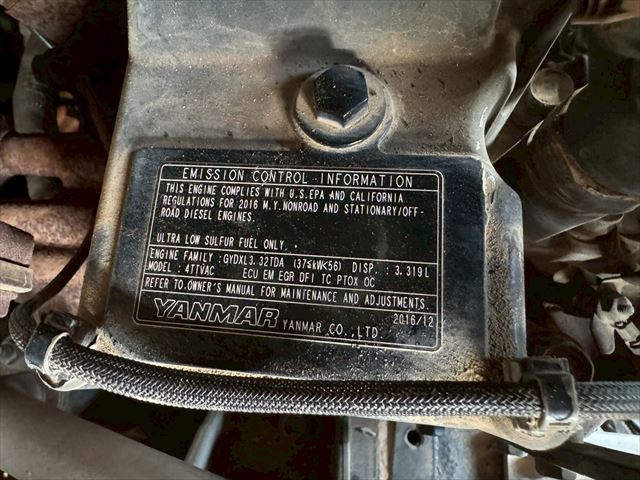 EMISSION CONTROL INFORMATION
THIS ENGINE COMPLIES WITH U.S.EPA AND CALIFORNIA
REGULATIONS FOR 2016 M.Y.NONROAD AND STATIONARY/OFF-
ROAD DIESEL ENGINES.
ULTRA LOW SULFUR FUEL ONLY.
ENGINE FAMILY :GYDXL3.32TDA (37≤kW<56) DISP. : 3.319L
MODEL : 4TTVAC ECU EM EGR DFI TC PTOX OC
REFER TO.OWNER'S MANUAL FOR MAINTENANCE AND ADJUSTMENTS.
YANMAR YANMAR CO.,LTD. 2016/12